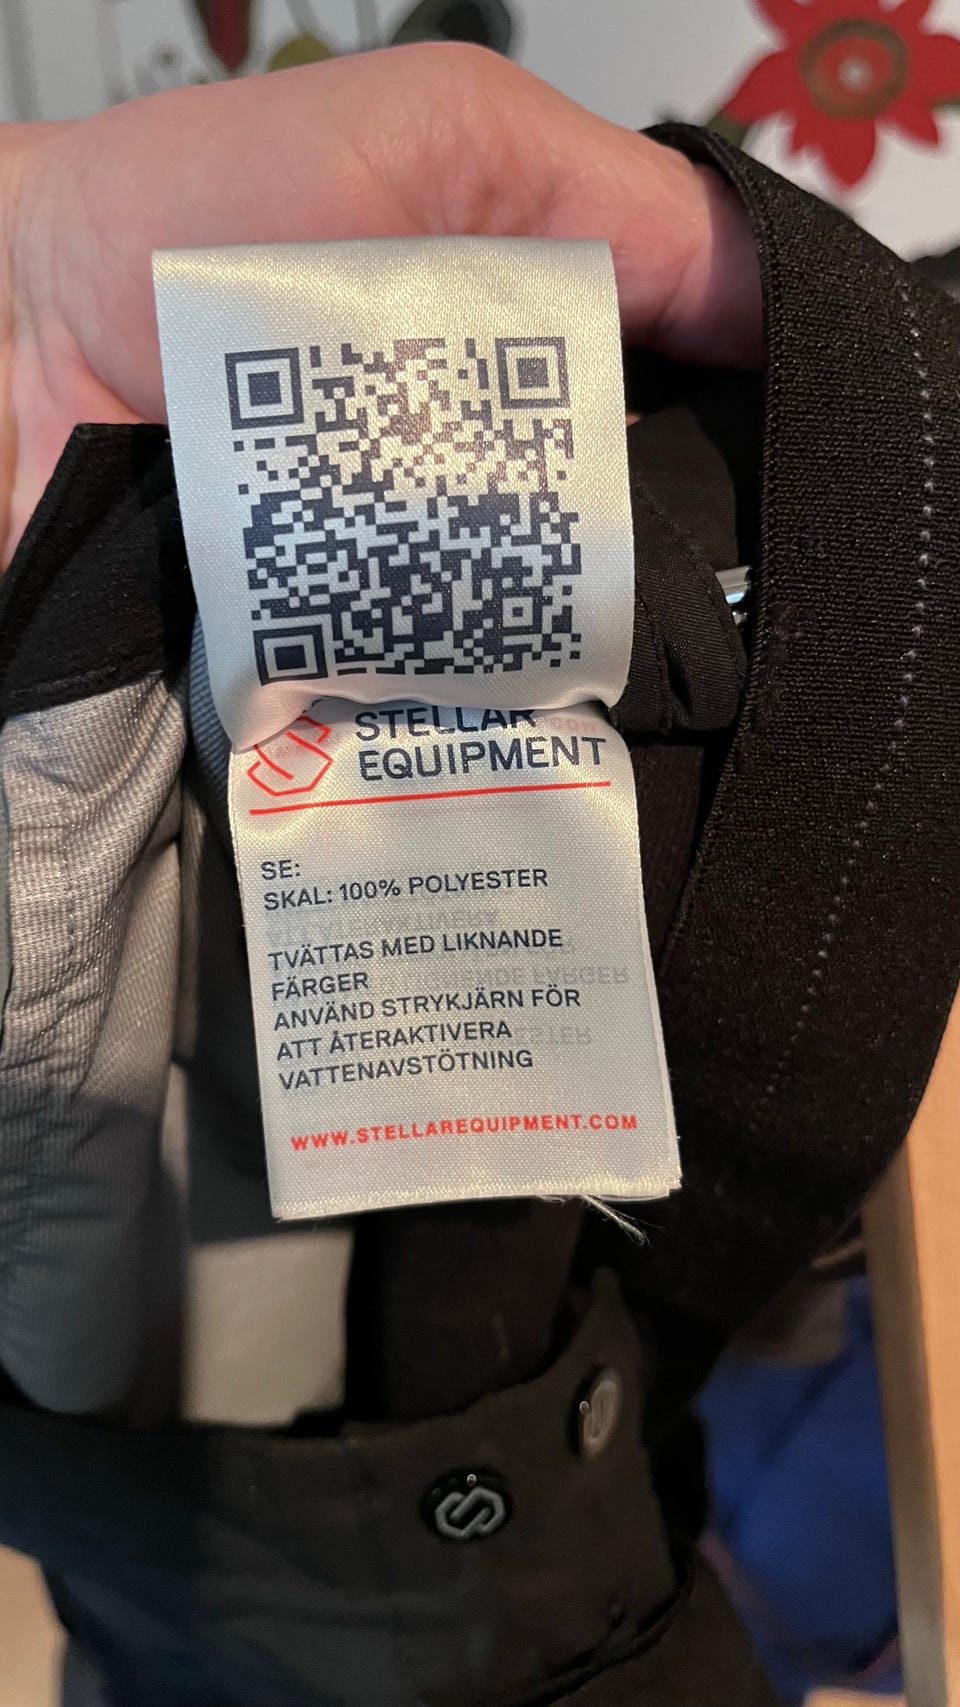 STELLAR
EQUIPMENT
SE:
SKAL: 100% POLYESTER
TVÄTTAS MED LIKNANDE
FÄRGER
ANVÄND STRYKJÄRN FÖR
ATT ÅTERAKTIVERA
VATTENAVSTÖTNING
WWW.STELLAREQUIPMENT.COM